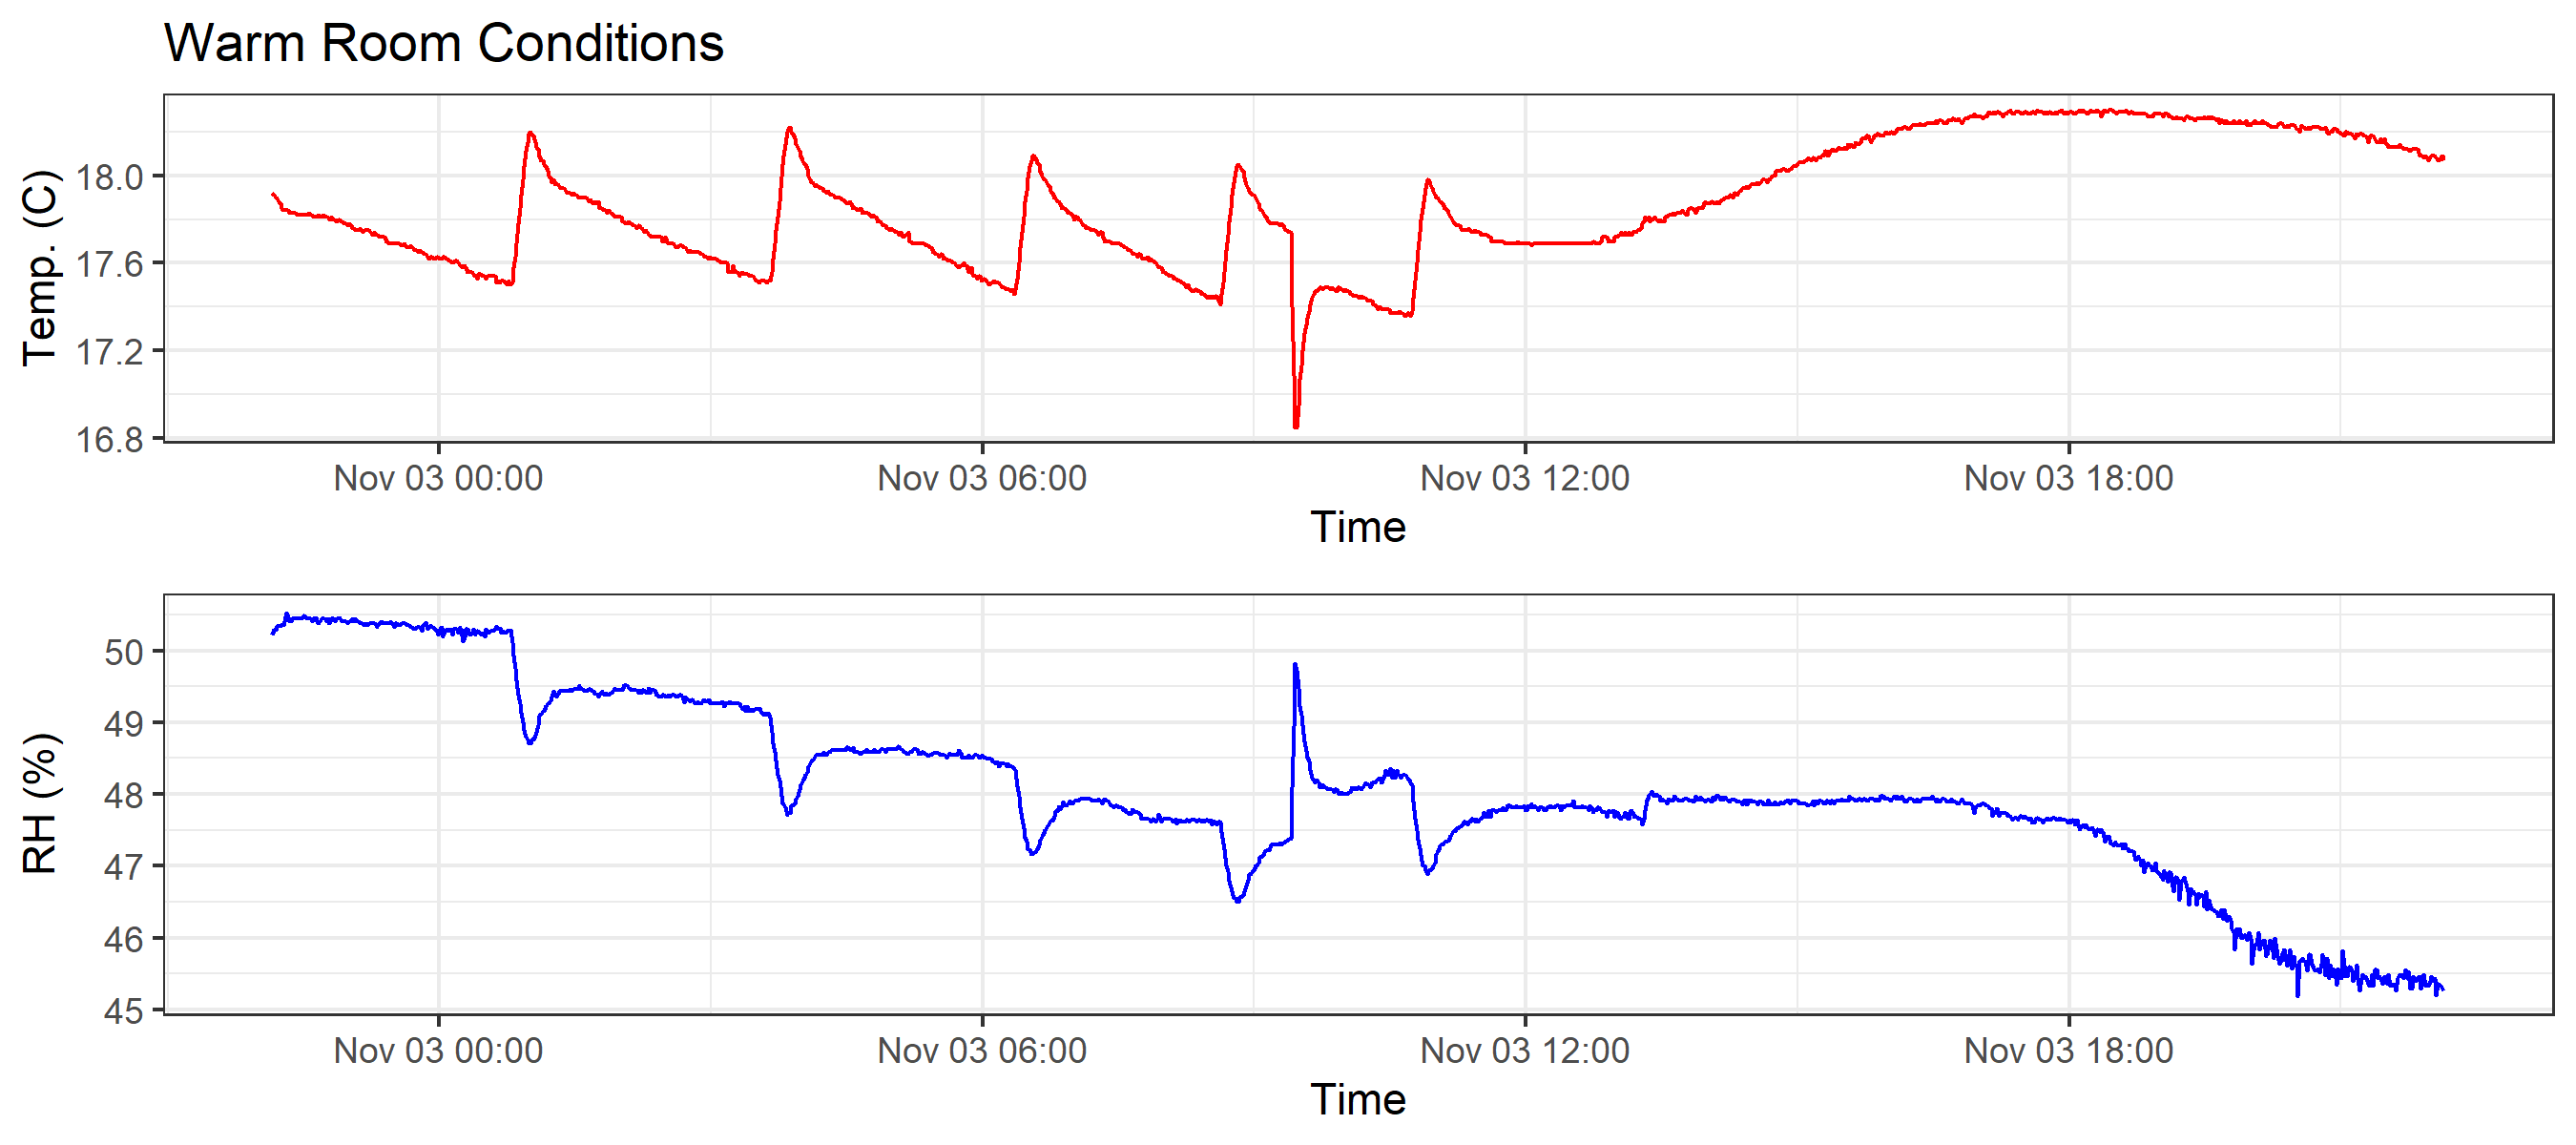 Warm Room Conditions
Temp. (C)
18.0
17.6
17.2
16.8
Nov 03 00:00 Nov 03 06:00 Nov 03 12:00 Nov 03 18:00
Time
RH (%)
50
49
48
47
46
45
Nov 03 00:00 Nov 03 06:00 Nov 03 12:00 Nov 03 18:00
Time